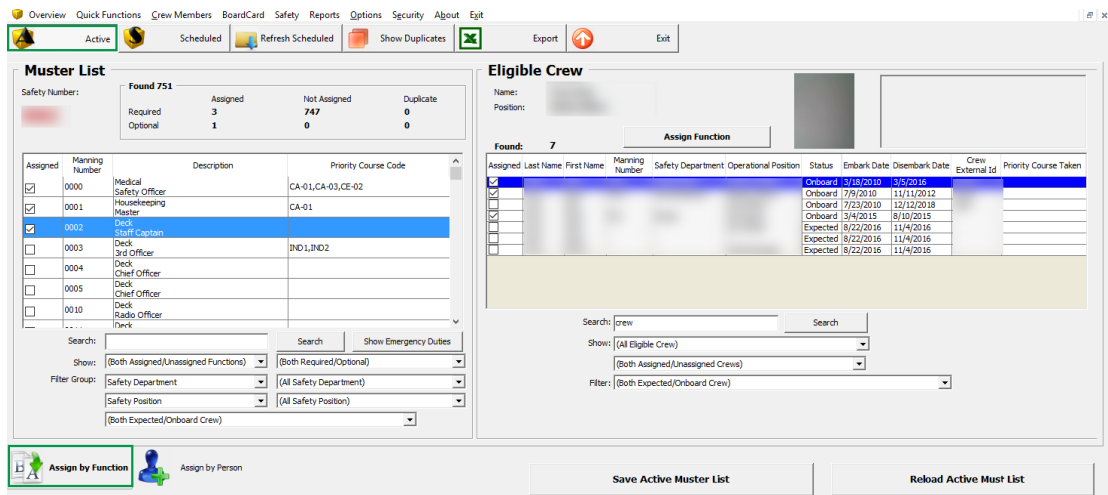 Overview Quick Functions Crew Members BoardCard Safety Reports Options Security About Exit
Active Scheduled Refresh Scheduled Show Duplicates Export Exit
Muster List
Safety Number:
Found 751
Assigned Not Assigned Duplicate
Required 3 747 0
Optional 1 0 0
Assigned Manning Number Description Priority Course Code
0000 Medical Safety Officer CA-01,CA-03,CE-02
0001 Housekeeping Master CA-01
0002 Deck Staff Captain
0003 Deck 3rd Officer IND1,IND2
0004 Deck Chief Officer
0005 Deck Chief Officer
0010 Deck Radio Officer
Deck
Search: Search Show Emergency Duties
Show: (Both Assigned/Unassigned Functions) (Both Required/Optional)
Filter Group: Safety Department (All Safety Department)
Safety Position (All Safety Position)
(Both Expected/Onboard Crew)
Eligible Crew
Name:
Position:
Assign Function
Found: 7
Assigned Last Name First Name Manning Number Safety Department Operational Position Status Embark Date Disembark Date Crew External Id Priority Course Taken
Onboard 3/18/2010 3/5/2016
Onboard 7/9/2010 11/11/2012
Onboard 7/23/2010 12/12/2018
Onboard 3/4/2015 8/10/2015
Expected 8/22/2016 11/4/2016
Expected 8/22/2016 11/4/2016
Expected 8/22/2016 11/4/2016
Search: crew Search
Show: (All Eligible Crew)
(Both Assigned/Unassigned Crews)
Filter: (Both Expected/Onboard Crew)
Assign by Function Assign by Person
Save Active Muster List Reload Active Must List